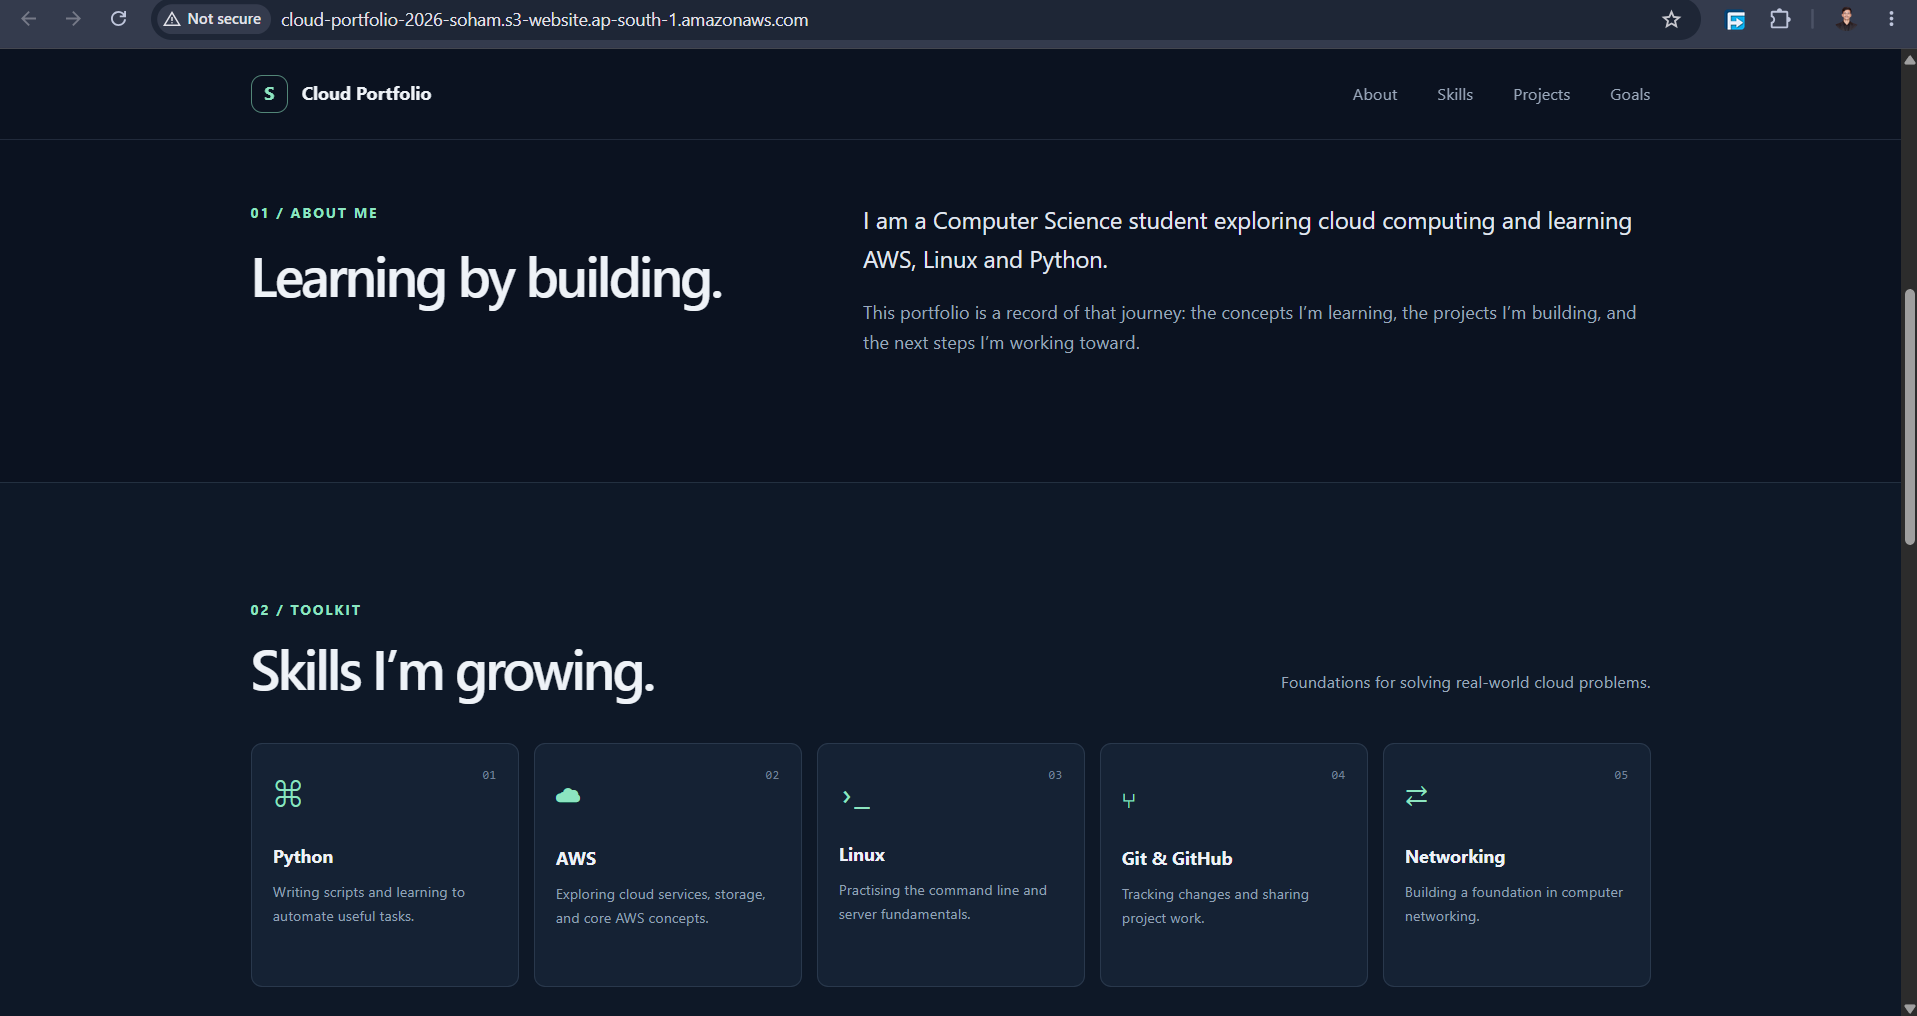 Not secure
cloud-portfolio-2026-soham.s3-website.ap-south-1.amazonaws.com
S
Cloud Portfolio
About
Skills
Projects
Goals
01 / ABOUT ME
Learning by building.
I am a Computer Science student exploring cloud computing and learning
AWS, Linux and Python.
This portfolio is a record of that journey: the concepts I’m learning, the projects I’m building, and
the next steps I’m working toward.
02 / TOOLKIT
Skills I’m growing.
Foundations for solving real-world cloud problems.
01
⌘
Python
Writing scripts and learning to
automate useful tasks.
02
AWS
Exploring cloud services, storage,
and core AWS concepts.
03
›_
Linux
Practising the command line and
server fundamentals.
04
Git & GitHub
Tracking changes and sharing
project work.
05
⇄
Networking
Building a foundation in computer
networking.